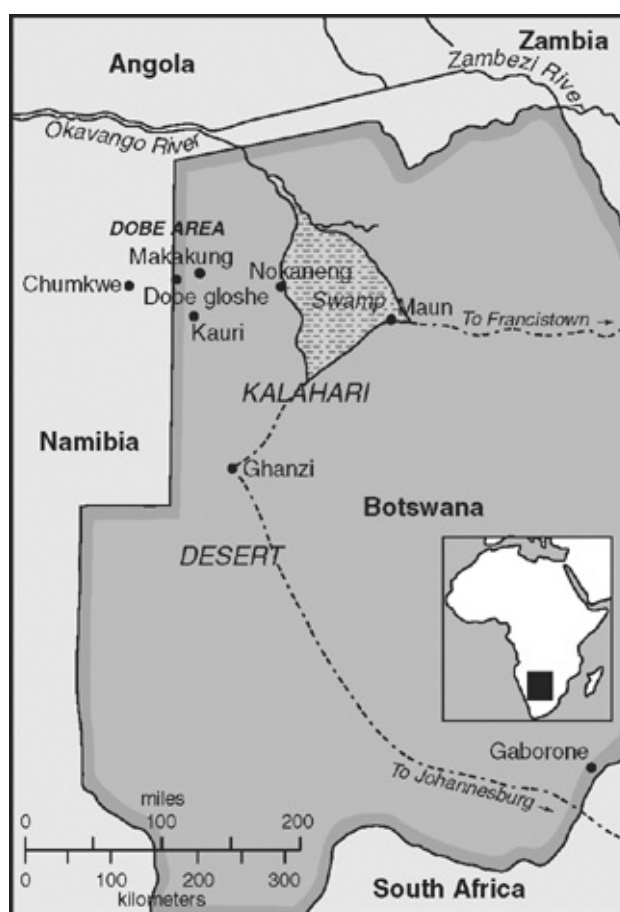 Angola
Zambia
Zambezi River
Okavango River
DOBE AREA
Makakung
Chumkwe
Nokaneng
Dobe gloshe
Swamp
Maun
Kauri
To Francistown →
KALAHARI
Namibia
Ghanzi
Botswana
DESERT
Gaborone
To Johannesburg →
miles
0 100 200
0 100 200 300
kilometers
South Africa